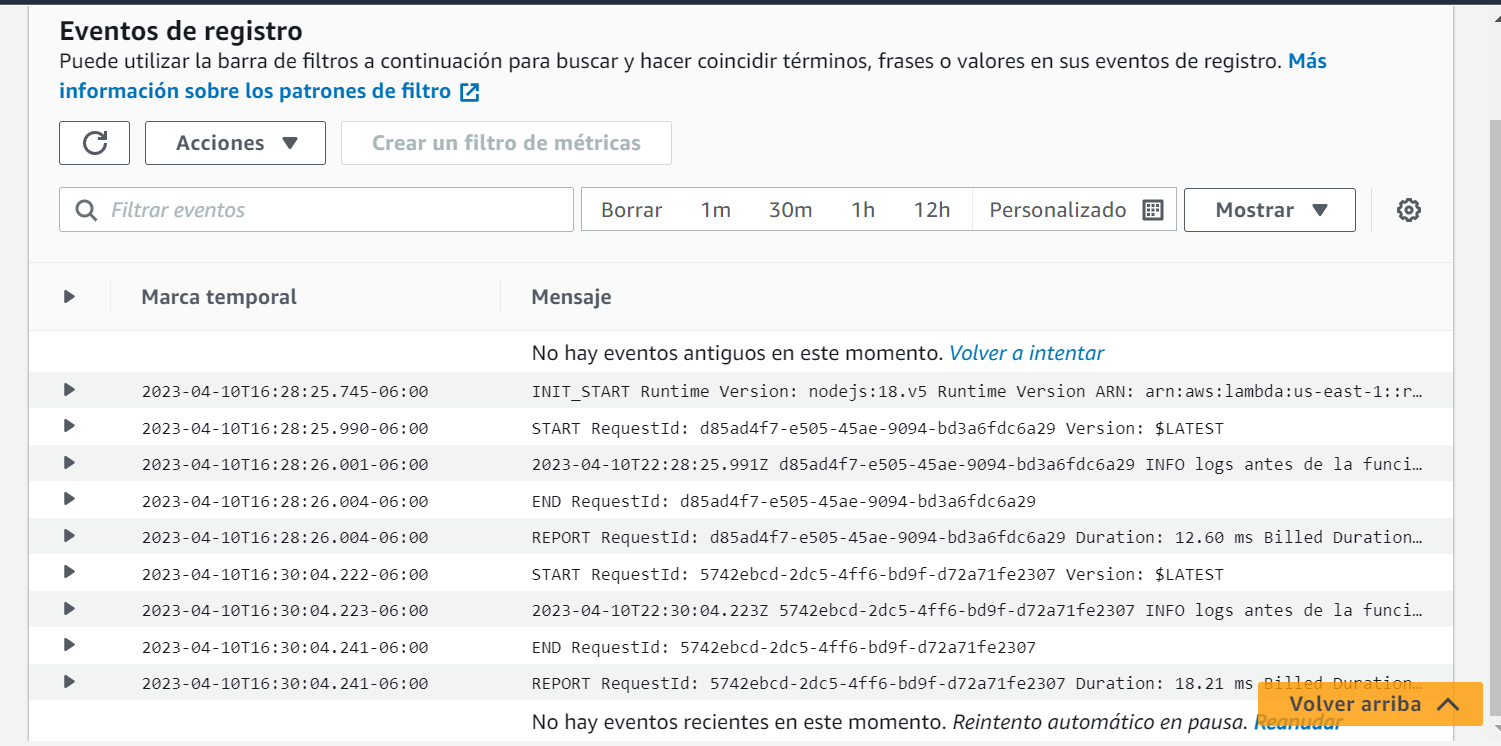 Eventos de registro
Puede utilizar la barra de filtros a continuación para buscar y hacer coincidir términos, frases o valores en sus eventos de registro. Más
información sobre los patrones de filtro
Acciones
Crear un filtro de métricas
Filtrar eventos
Borrar 1m 30m 1h 12h Personalizado
Mostrar
Marca temporal Mensaje
No hay eventos antiguos en este momento. Volver a intentar
2023-04-10T16:28:25.745-06:00 INIT_START Runtime Version: nodejs:18.v5 Runtime Version ARN: arn:aws:lambda:us-east-1::r…
2023-04-10T16:28:25.990-06:00 START RequestId: d85ad4f7-e505-45ae-9094-bd3a6fdc6a29 Version: $LATEST
2023-04-10T16:28:26.001-06:00 2023-04-10T22:28:25.991Z d85ad4f7-e505-45ae-9094-bd3a6fdc6a29 INFO logs antes de la funci…
2023-04-10T16:28:26.004-06:00 END RequestId: d85ad4f7-e505-45ae-9094-bd3a6fdc6a29
2023-04-10T16:28:26.004-06:00 REPORT RequestId: d85ad4f7-e505-45ae-9094-bd3a6fdc6a29 Duration: 12.60 ms Billed Duration…
2023-04-10T16:30:04.222-06:00 START RequestId: 5742ebcd-2dc5-4ff6-bd9f-d72a71fe2307 Version: $LATEST
2023-04-10T16:30:04.223-06:00 2023-04-10T22:30:04.223Z 5742ebcd-2dc5-4ff6-bd9f-d72a71fe2307 INFO logs antes de la funci…
2023-04-10T16:30:04.241-06:00 END RequestId: 5742ebcd-2dc5-4ff6-bd9f-d72a71fe2307
2023-04-10T16:30:04.241-06:00 REPORT RequestId: 5742ebcd-2dc5-4ff6-bd9f-d72a71fe2307 Duration: 18.21 ms Billed Duration…
Volver arriba
No hay eventos recientes en este momento. Reintento automático en pausa. Reanudar